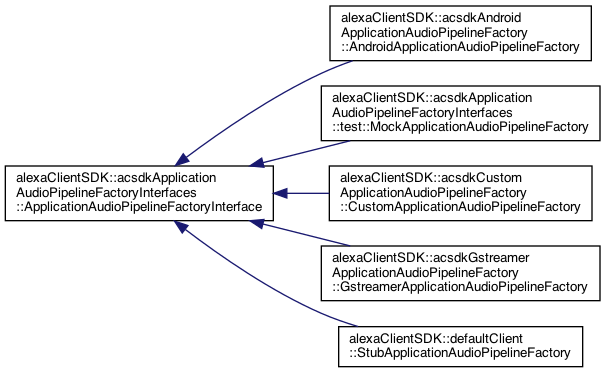 alexaClientSDK::acsdkAndroid
ApplicationAudioPipelineFactory
::AndroidApplicationAudioPipelineFactory
alexaClientSDK::acsdkApplication
AudioPipelineFactoryInterfaces
::test::MockApplicationAudioPipelineFactory
alexaClientSDK::acsdkApplication
AudioPipelineFactoryInterfaces
::ApplicationAudioPipelineFactoryInterface
alexaClientSDK::acsdkCustom
ApplicationAudioPipelineFactory
::CustomApplicationAudioPipelineFactory
alexaClientSDK::acsdkGstreamer
ApplicationAudioPipelineFactory
::GstreamerApplicationAudioPipelineFactory
alexaClientSDK::defaultClient
::StubApplicationAudioPipelineFactory